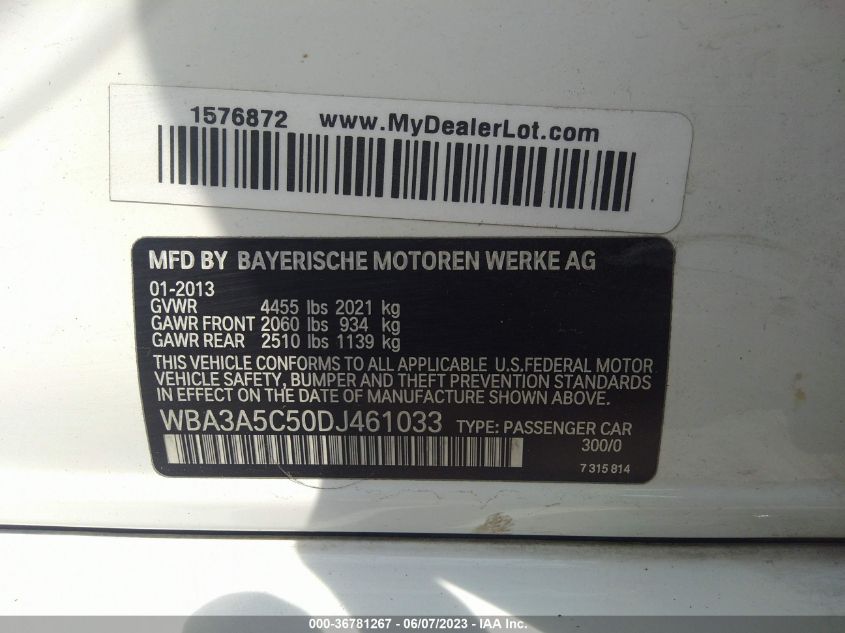 1576872 www.MyDealerLot.com
MFD BY BAYERISCHE MOTOREN WERKE AG
01-2013
GVWR 4455 lbs 2021 kg
GAWR FRONT 2060 lbs 934 kg
GAWR REAR 2510 lbs 1139 kg
THIS VEHICLE CONFORMS TO ALL APPLICABLE U.S.FEDERAL MOTOR
VEHICLE SAFETY, BUMPER AND THEFT PREVENTION STANDARDS
IN EFFECT ON THE DATE OF MANUFACTURE SHOWN ABOVE.
WBA3A5C50DJ461033 TYPE: PASSENGER CAR
300/0
7 315 814
000-36781267 - 06/07/2023 - IAA Inc.